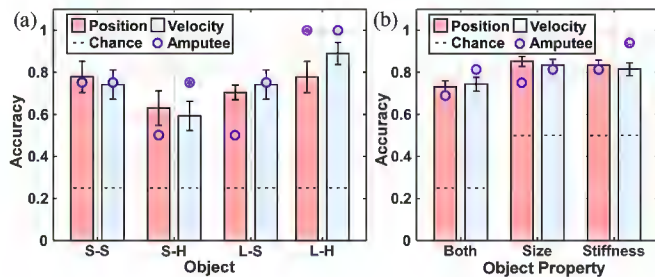 (a)
Position Velocity
Chance Amputee
Accuracy
1
0.8
0.6
0.4
0.2
0
S-S S-H L-S L-H
Object
(b)
Position Velocity
Chance Amputee
Accuracy
1
0.8
0.6
0.4
0.2
0
Both Size Stiffness
Object Property